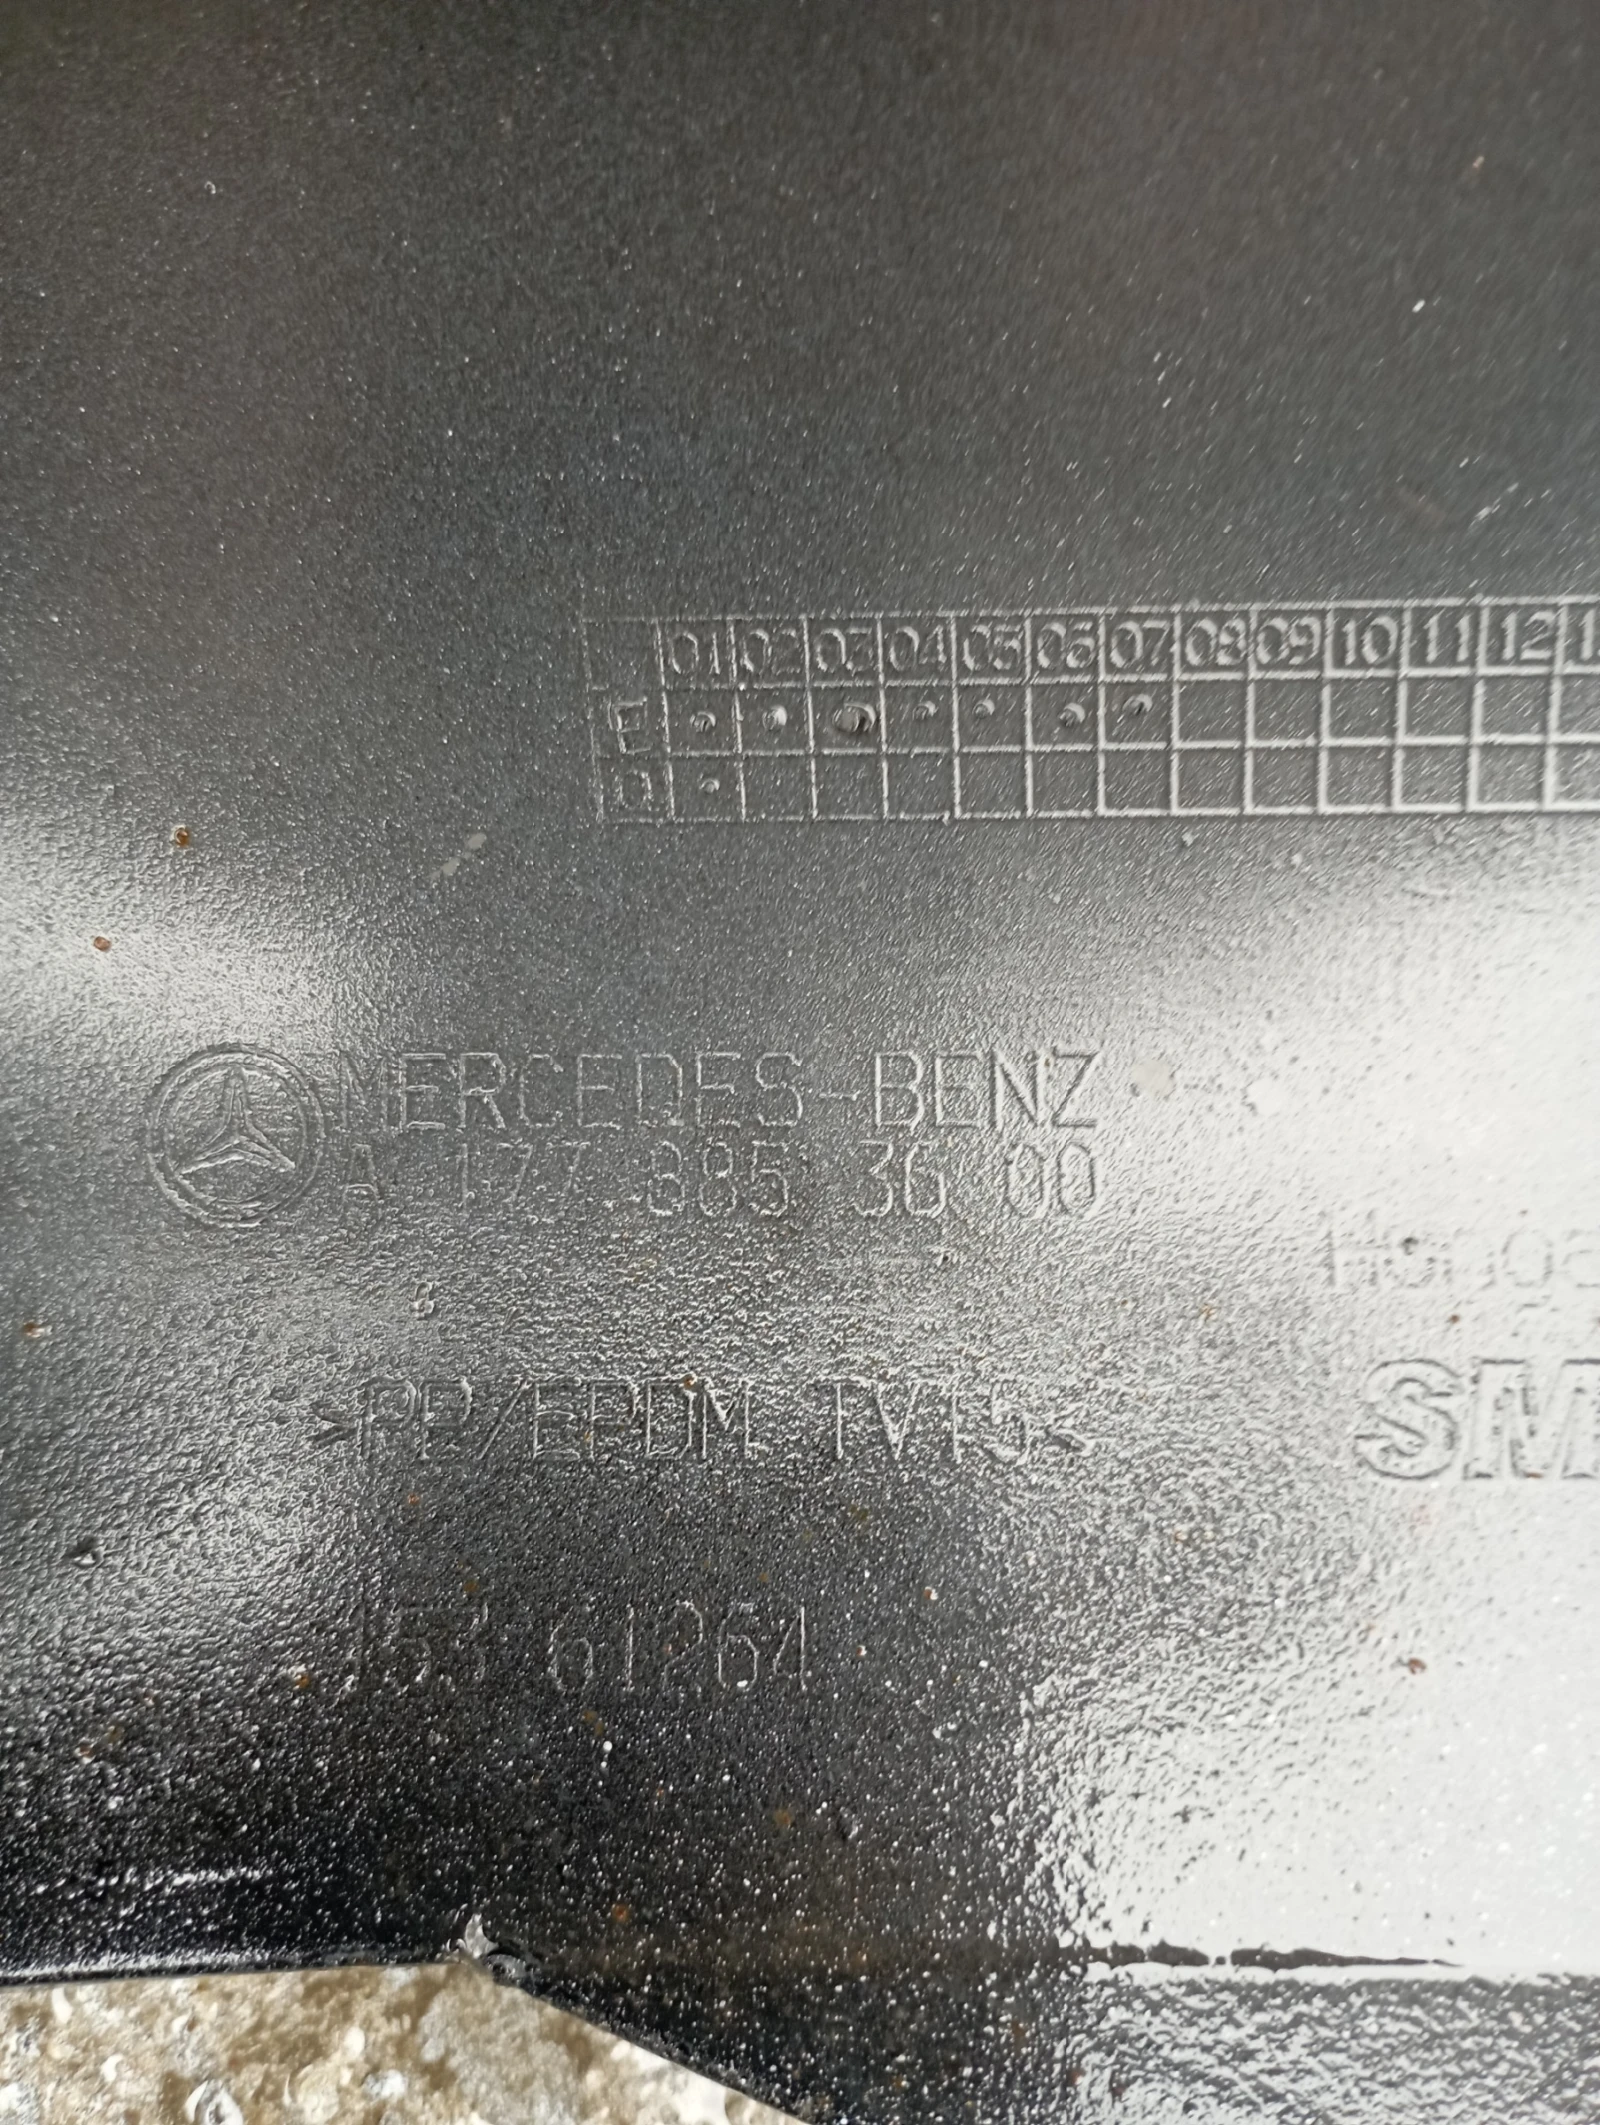 01 02 03 04 05 06 07 08 09 10 11 12
E
Q
MERCEDES-BENZ
A 177 885 36 00
>PP/EPDM TV15<
61264
SM